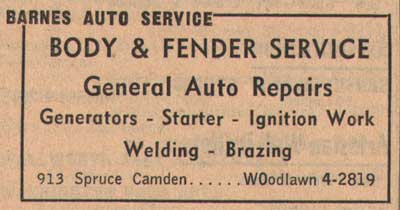 BARNES AUTO SERVICE
BODY & FENDER SERVICE
General Auto Repairs
Generators - Starter - Ignition Work
Welding - Brazing
913 Spruce Camden......WOodlawn 4-2819